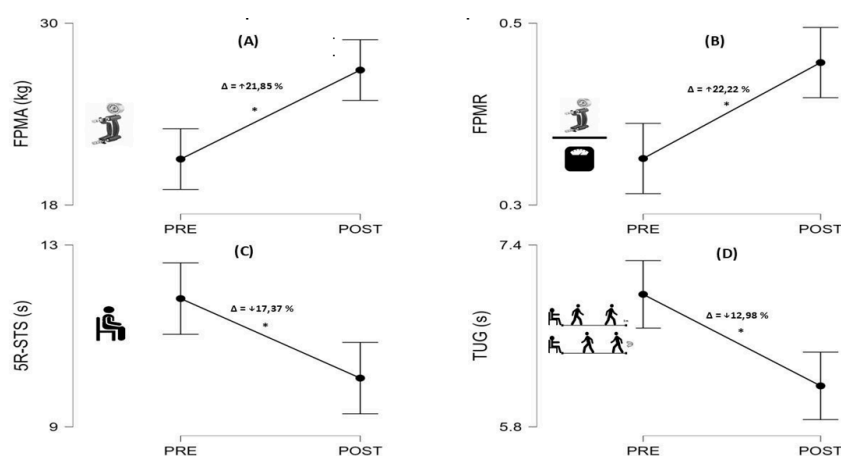 30
(A)
Δ = ↑21,85 %
*
FPMA (kg)
18
PRE
POST
0.5
(B)
Δ = ↑22,22 %
*
FPMR
0.3
PRE
POST
13
(C)
Δ = ↓17,37 %
*
5R-STS (s)
9
PRE
POST
7.4
(D)
Δ = ↓12,98 %
*
TUG (s)
5.8
PRE
POST